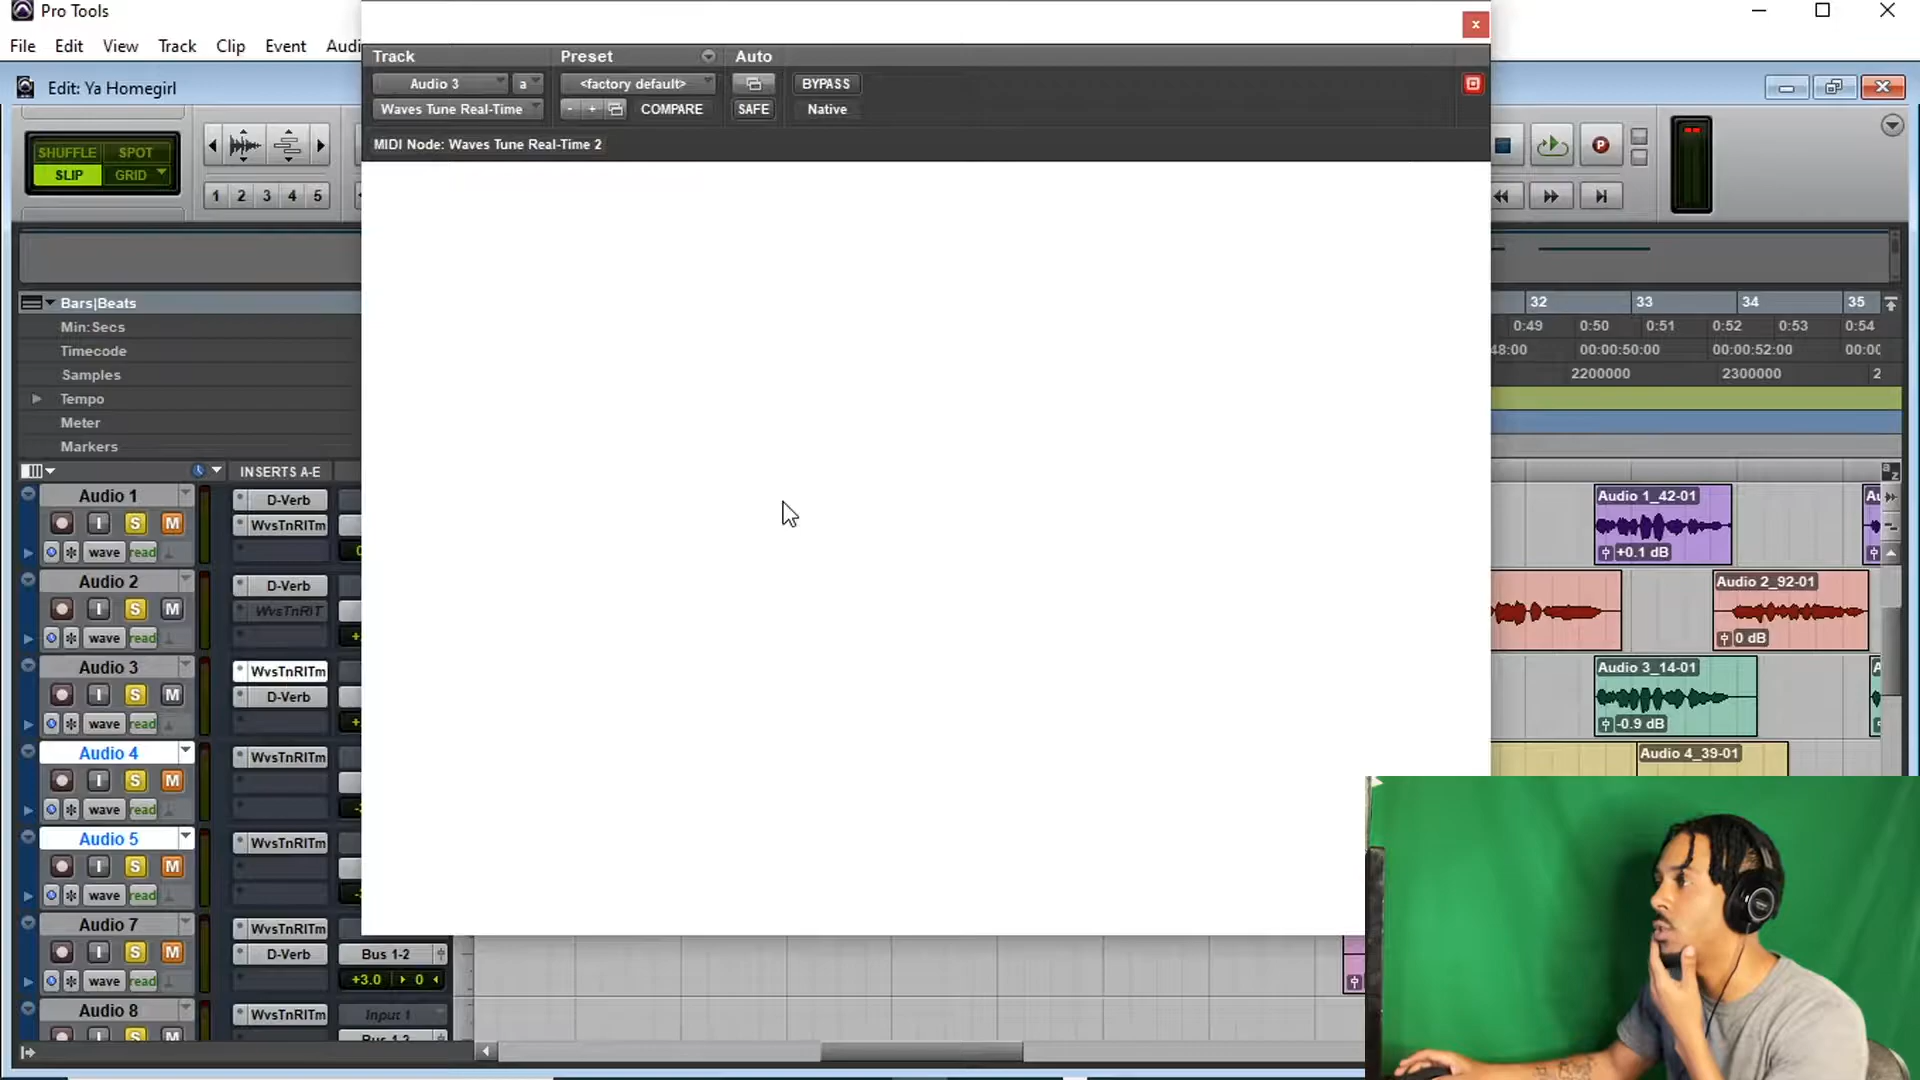 Pro Tools
File Edit View Track Clip Event Audi
Edit: Ya Homegirl
Track Preset Auto
Audio 3 a <factory default> BYPASS
Waves Tune Real-Time - + COMPARE SAFE Native
MIDI Node: Waves Tune Real-Time 2
SHUFFLE SPOT
SLIP GRID
1 2 3 4 5
P
Bars|Beats 32 33 34 35
Min:Secs 0:49 0:50 0:51 0:52 0:53 0:54
Timecode 48:00 00:00:50:00 00:00:52:00 00:00
Samples 2200000 2300000 2
Tempo
Meter
Markers
INSERTS A-E
a z
Audio 1 D-Verb Audio 1_42-01 Au
I S M WvsTnRlTm
wave read 0 +0.1 dB
Audio 2 D-Verb Audio 2_92-01
I S M WvsTnRlT
wave read + 0 dB
Audio 3 WvsTnRlTm Audio 3_14-01 A
I S M D-Verb
wave read + -0.9 dB
Audio 4 WvsTnRlTm Audio 4_39-01
I S M
wave read
Audio 5 WvsTnRlTm
I S M
wave read
Audio 7 WvsTnRlTm
I S M D-Verb Bus 1-2
wave read +3.0 0
Audio 8 WvsTnRlTm Input 1
I S M Bus 1-2